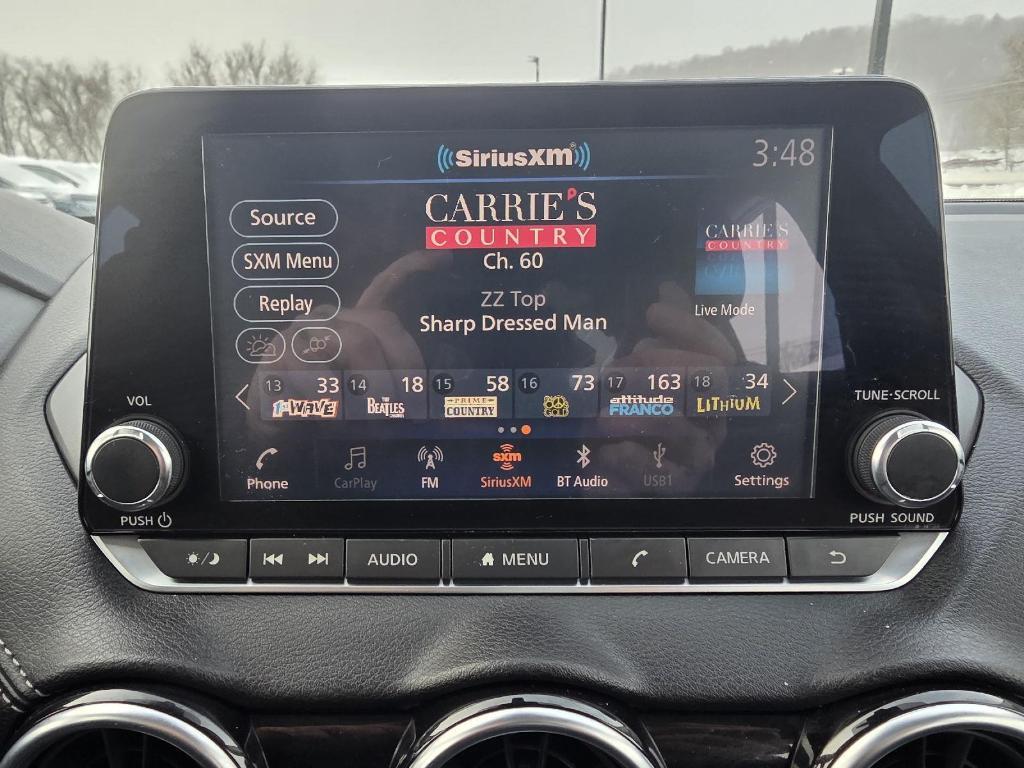 SiriusXM
3:48
Source
SXM Menu
Replay
CARRIE'S
COUNTRY
Ch. 60
ZZ Top
Sharp Dressed Man
CARRIE'S
COUNTRY
Live Mode
13 33 1st WAVE
14 18 THE BEATLES CHANNEL
15 58 PRIME COUNTRY
16 73 60s GOLD
17 163 attitude FRANCO
18 34 LITHIUM
Phone
CarPlay
FM
sxm
SiriusXM
BT Audio
USB1
Settings
VOL
PUSH
TUNE·SCROLL
PUSH SOUND
AUDIO
MENU
CAMERA